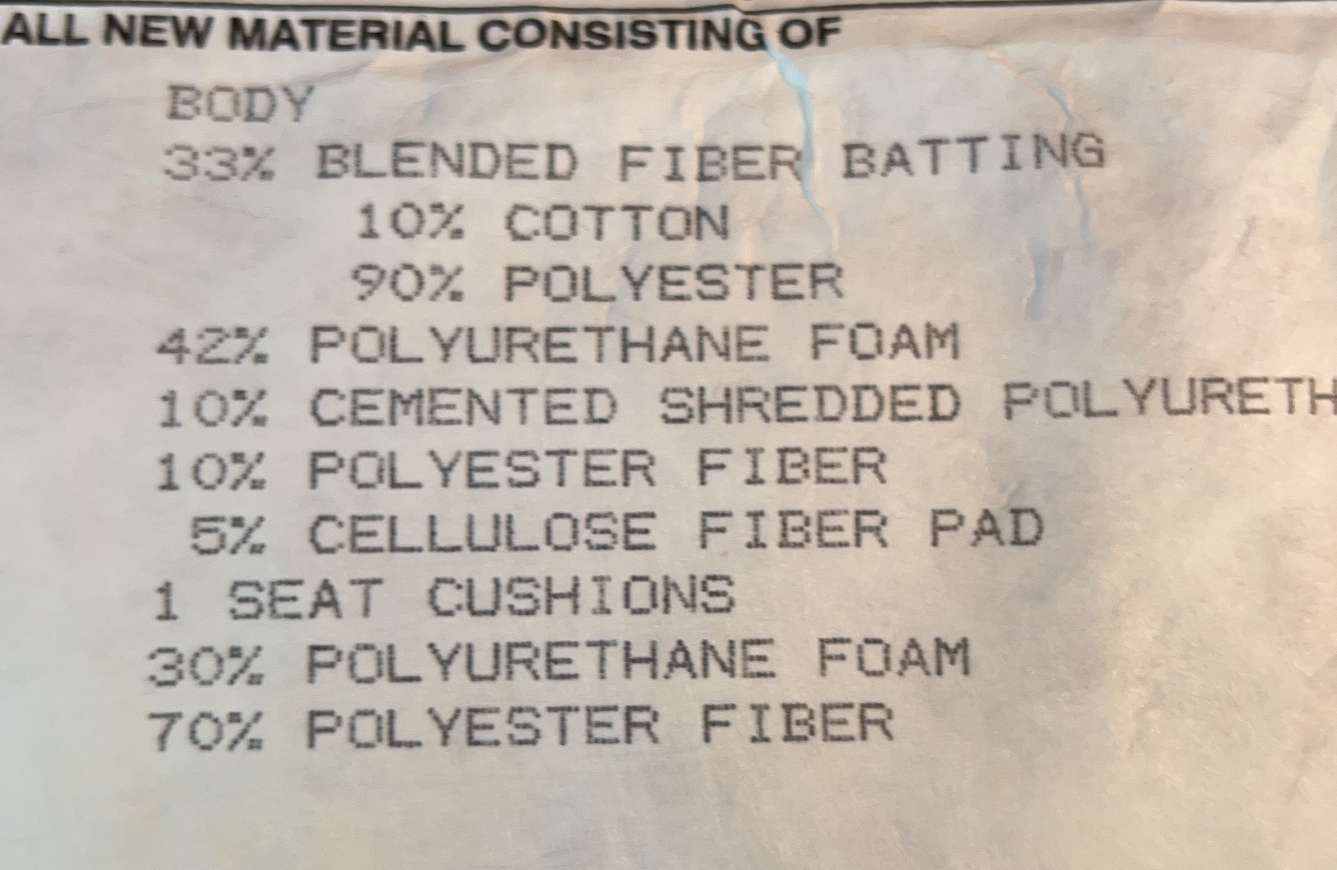 ALL NEW MATERIAL CONSISTING OF
BODY
33% BLENDED FIBER BATTING
10% COTTON
90% POLYESTER
42% POLYURETHANE FOAM
10% CEMENTED SHREDDED POLYURETH
10% POLYESTER FIBER
5% CELLULOSE FIBER PAD
1 SEAT CUSHIONS
30% POLYURETHANE FOAM
70% POLYESTER FIBER